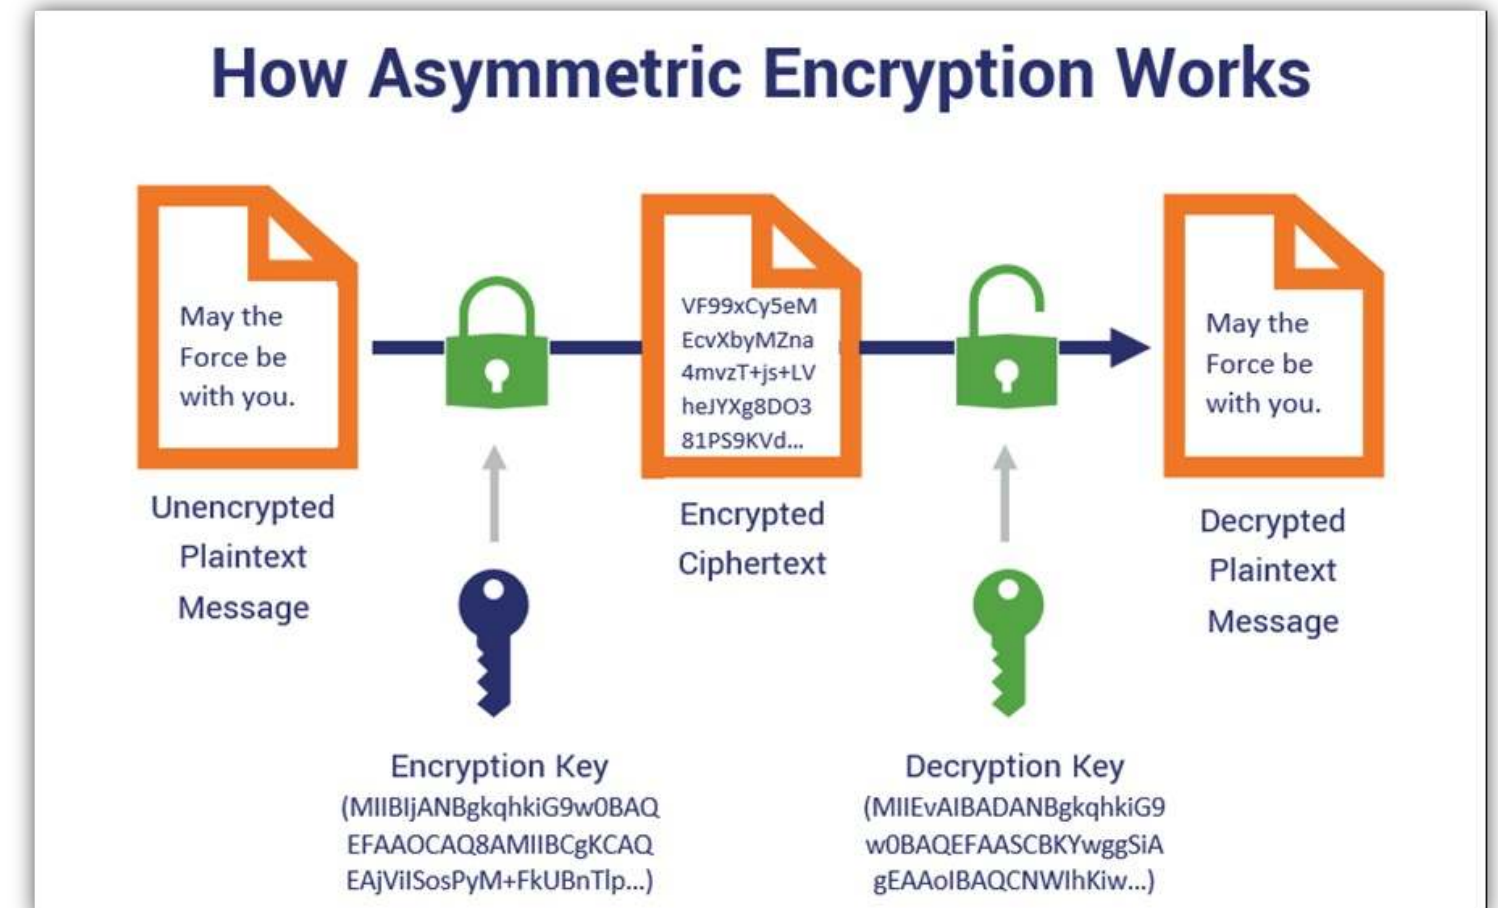 How Asymmetric Encryption Works
May the
Force be
with you.
Unencrypted
Plaintext
Message
VF99xCy5eM
EcvXbyMZna
4mvzT+js+LV
heJYXg8DO3
81PS9KVd...
Encrypted
Ciphertext
May the
Force be
with you.
Decrypted
Plaintext
Message
Encryption Key
(MIIBIjANBgkqhkiG9w0BAQ
EFAAOCAQ8AMIIBCgKCAQ
EAjViISosPyM+FkUBnTlp...)
Decryption Key
(MIIEvAIBADANBgkqhkiG9
w0BAQEFAASCBKYwggSiA
gEAAoIBAQCNWIhKiw...)